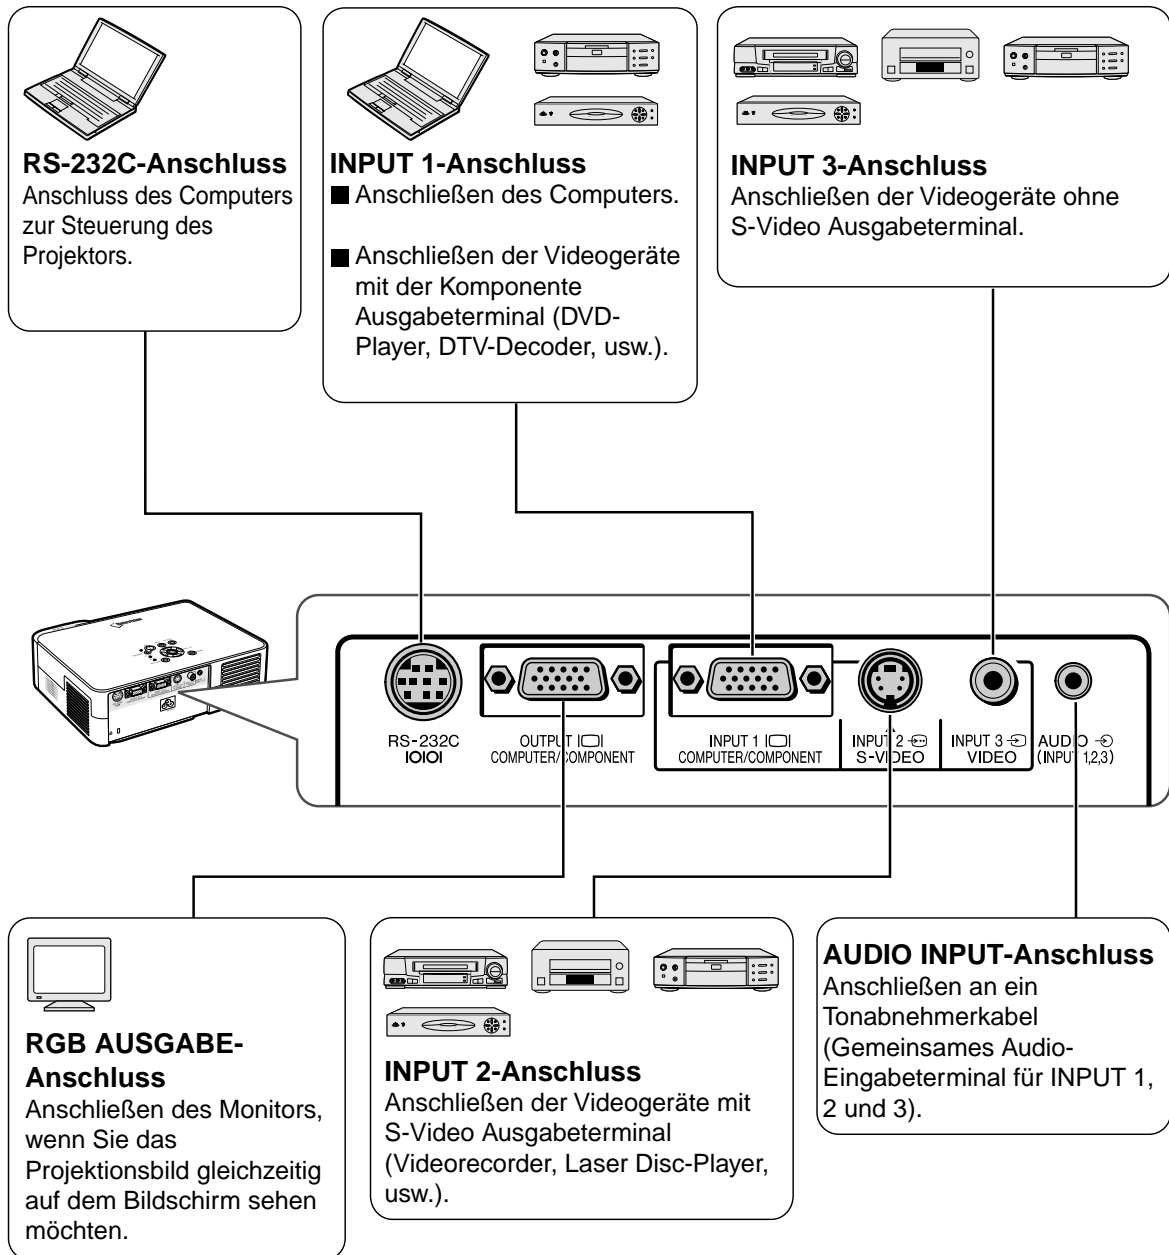 RS-232C-Anschluss
Anschluss des Computers
zur Steuerung des
Projektors.
INPUT 1-Anschluss
■ Anschließen des Computers.
■ Anschließen der Videogeräte
mit der Komponente
Ausgabeterminal (DVD-
Player, DTV-Decoder, usw.).
INPUT 3-Anschluss
Anschließen der Videogeräte ohne
S-Video Ausgabeterminal.
RS-232C
IOIOI
OUTPUT
COMPUTER/COMPONENT
INPUT 1
COMPUTER/COMPONENT
INPUT 2
S-VIDEO
INPUT 3
VIDEO
AUDIO
(INPUT 1,2,3)
RGB AUSGABE-
Anschluss
Anschließen des Monitors,
wenn Sie das
Projektionsbild gleichzeitig
auf dem Bildschirm sehen
möchten.
INPUT 2-Anschluss
Anschließen der Videogeräte mit
S-Video Ausgabeterminal
(Videorecorder, Laser Disc-Player,
usw.).
AUDIO INPUT-Anschluss
Anschließen an ein
Tonabnehmerkabel
(Gemeinsames Audio-
Eingabeterminal für INPUT 1,
2 und 3).